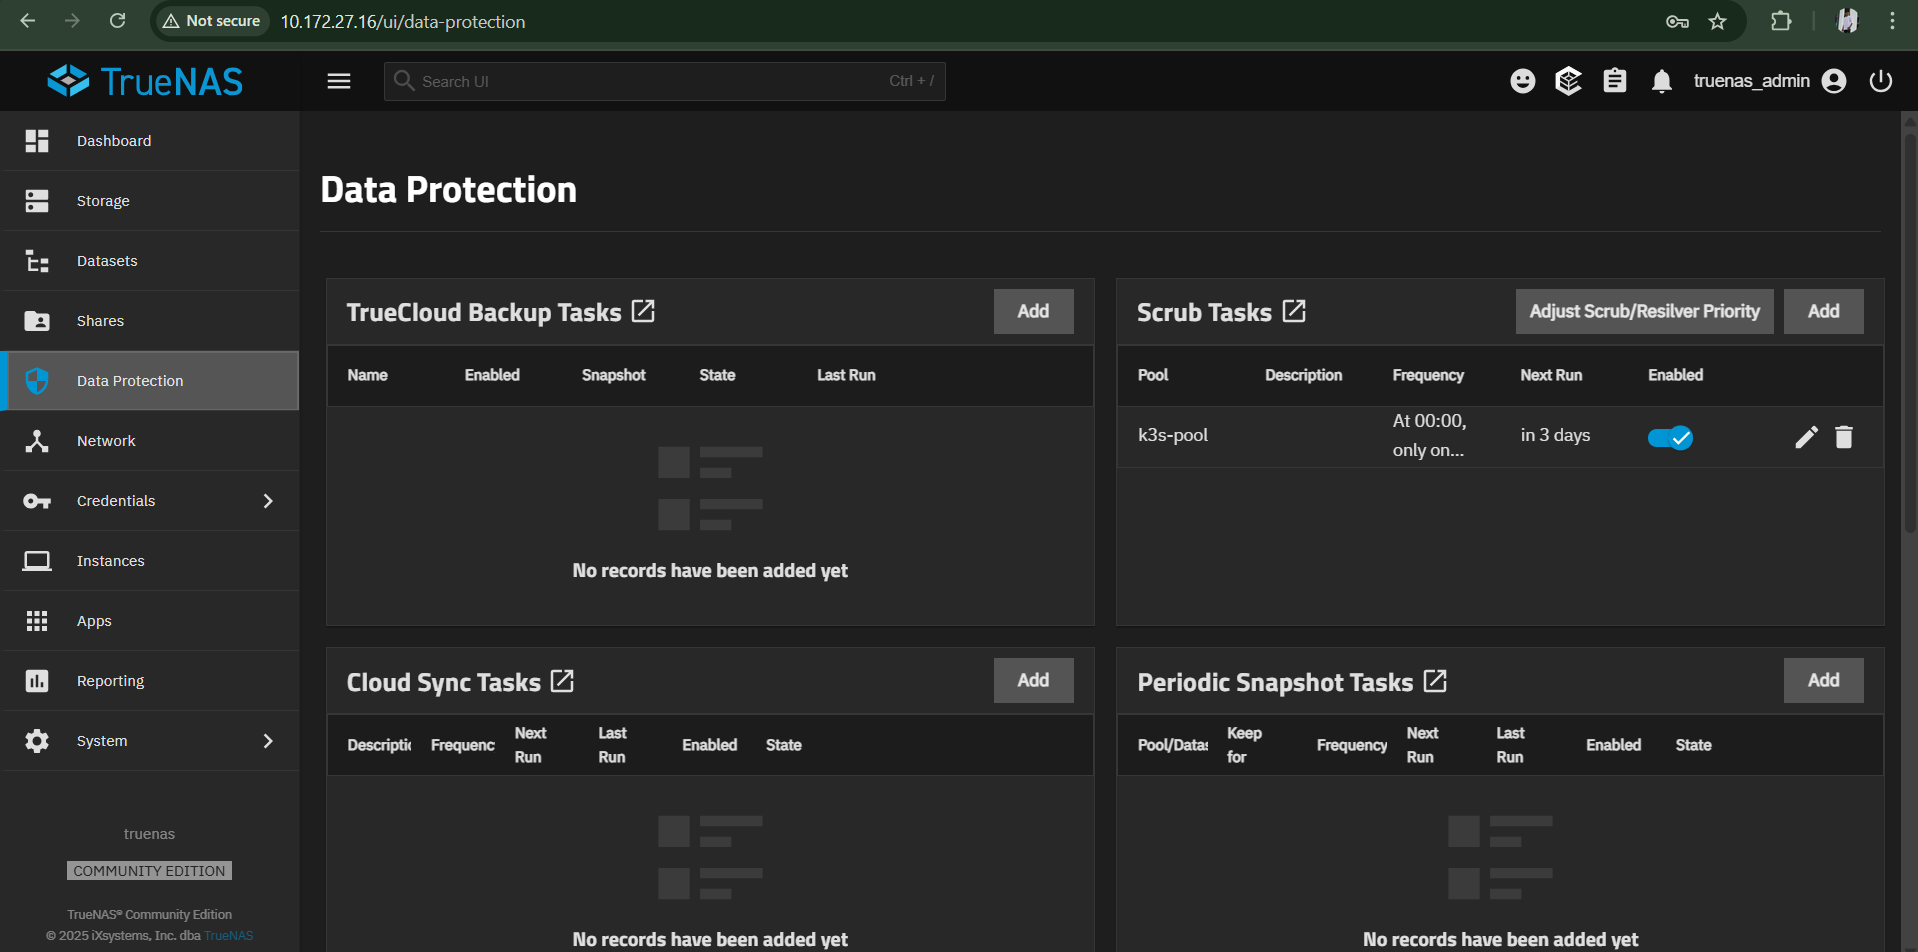 Not secure
10.172.27.16/ui/data-protection
TrueNAS
Search UI
Ctrl + /
truenas_admin
Dashboard
Storage
Datasets
Shares
Data Protection
Network
Credentials
Instances
Apps
Reporting
System
truenas
COMMUNITY EDITION
TrueNAS® Community Edition
© 2025 iXsystems, Inc. dba TrueNAS
Data Protection
TrueCloud Backup Tasks
Add
Name Enabled Snapshot State Last Run
No records have been added yet
Scrub Tasks
Adjust Scrub/Resilver Priority
Add
Pool Description Frequency Next Run Enabled
k3s-pool
At 00:00,
only on...
in 3 days
Cloud Sync Tasks
Add
Descriptic
Frequenc
Next
Run
Last
Run
Enabled
State
No records have been added yet
Periodic Snapshot Tasks
Add
Pool/Datas
Keep
for
Frequency
Next
Run
Last
Run
Enabled
State
No records have been added yet